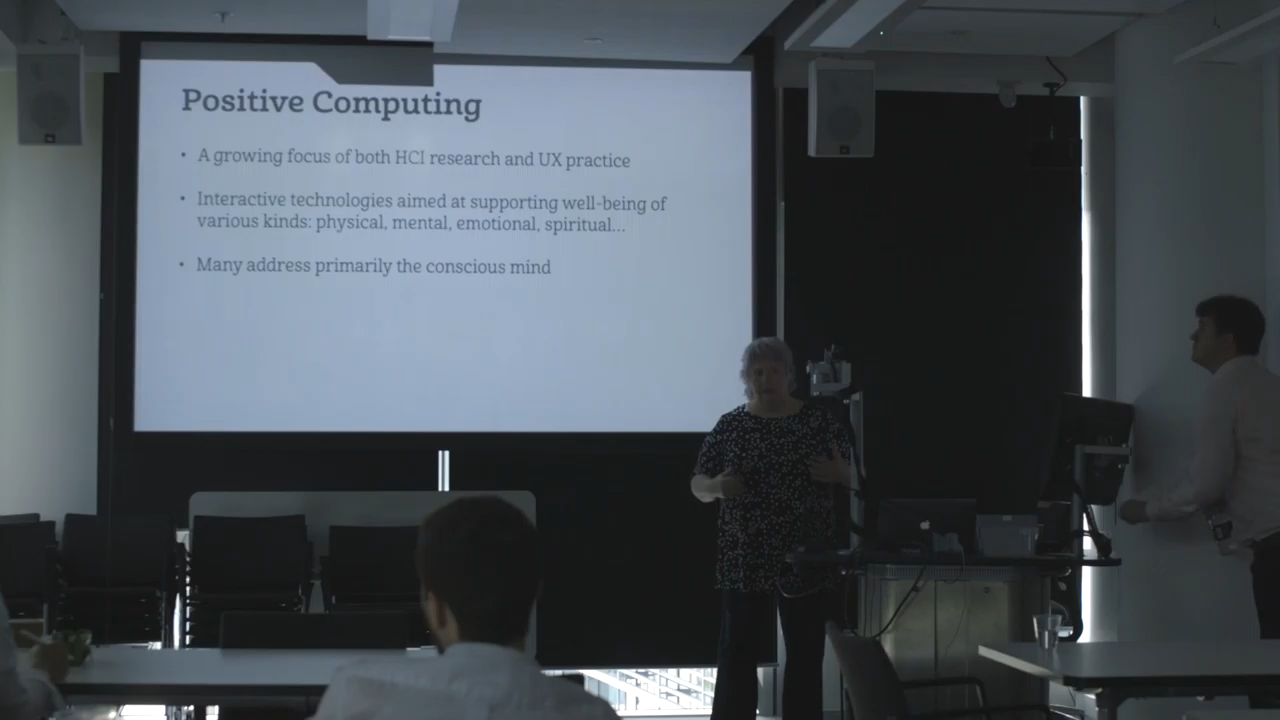 Positive Computing
• A growing focus of both HCI research and UX practice
• Interactive technologies aimed at supporting well-being of
various kinds: physical, mental, emotional, spiritual...
• Many address primarily the conscious mind